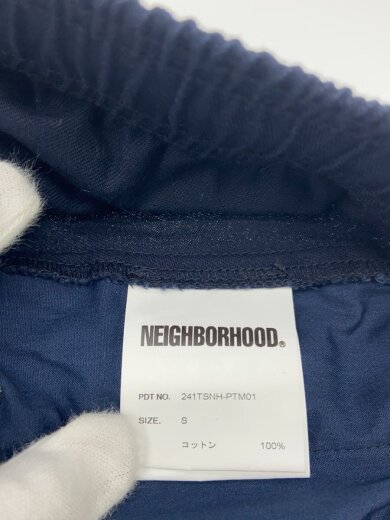 NEIGHBORHOOD®
PDT NO. 241TSNH-PTM01
SIZE. S
コットン 100%